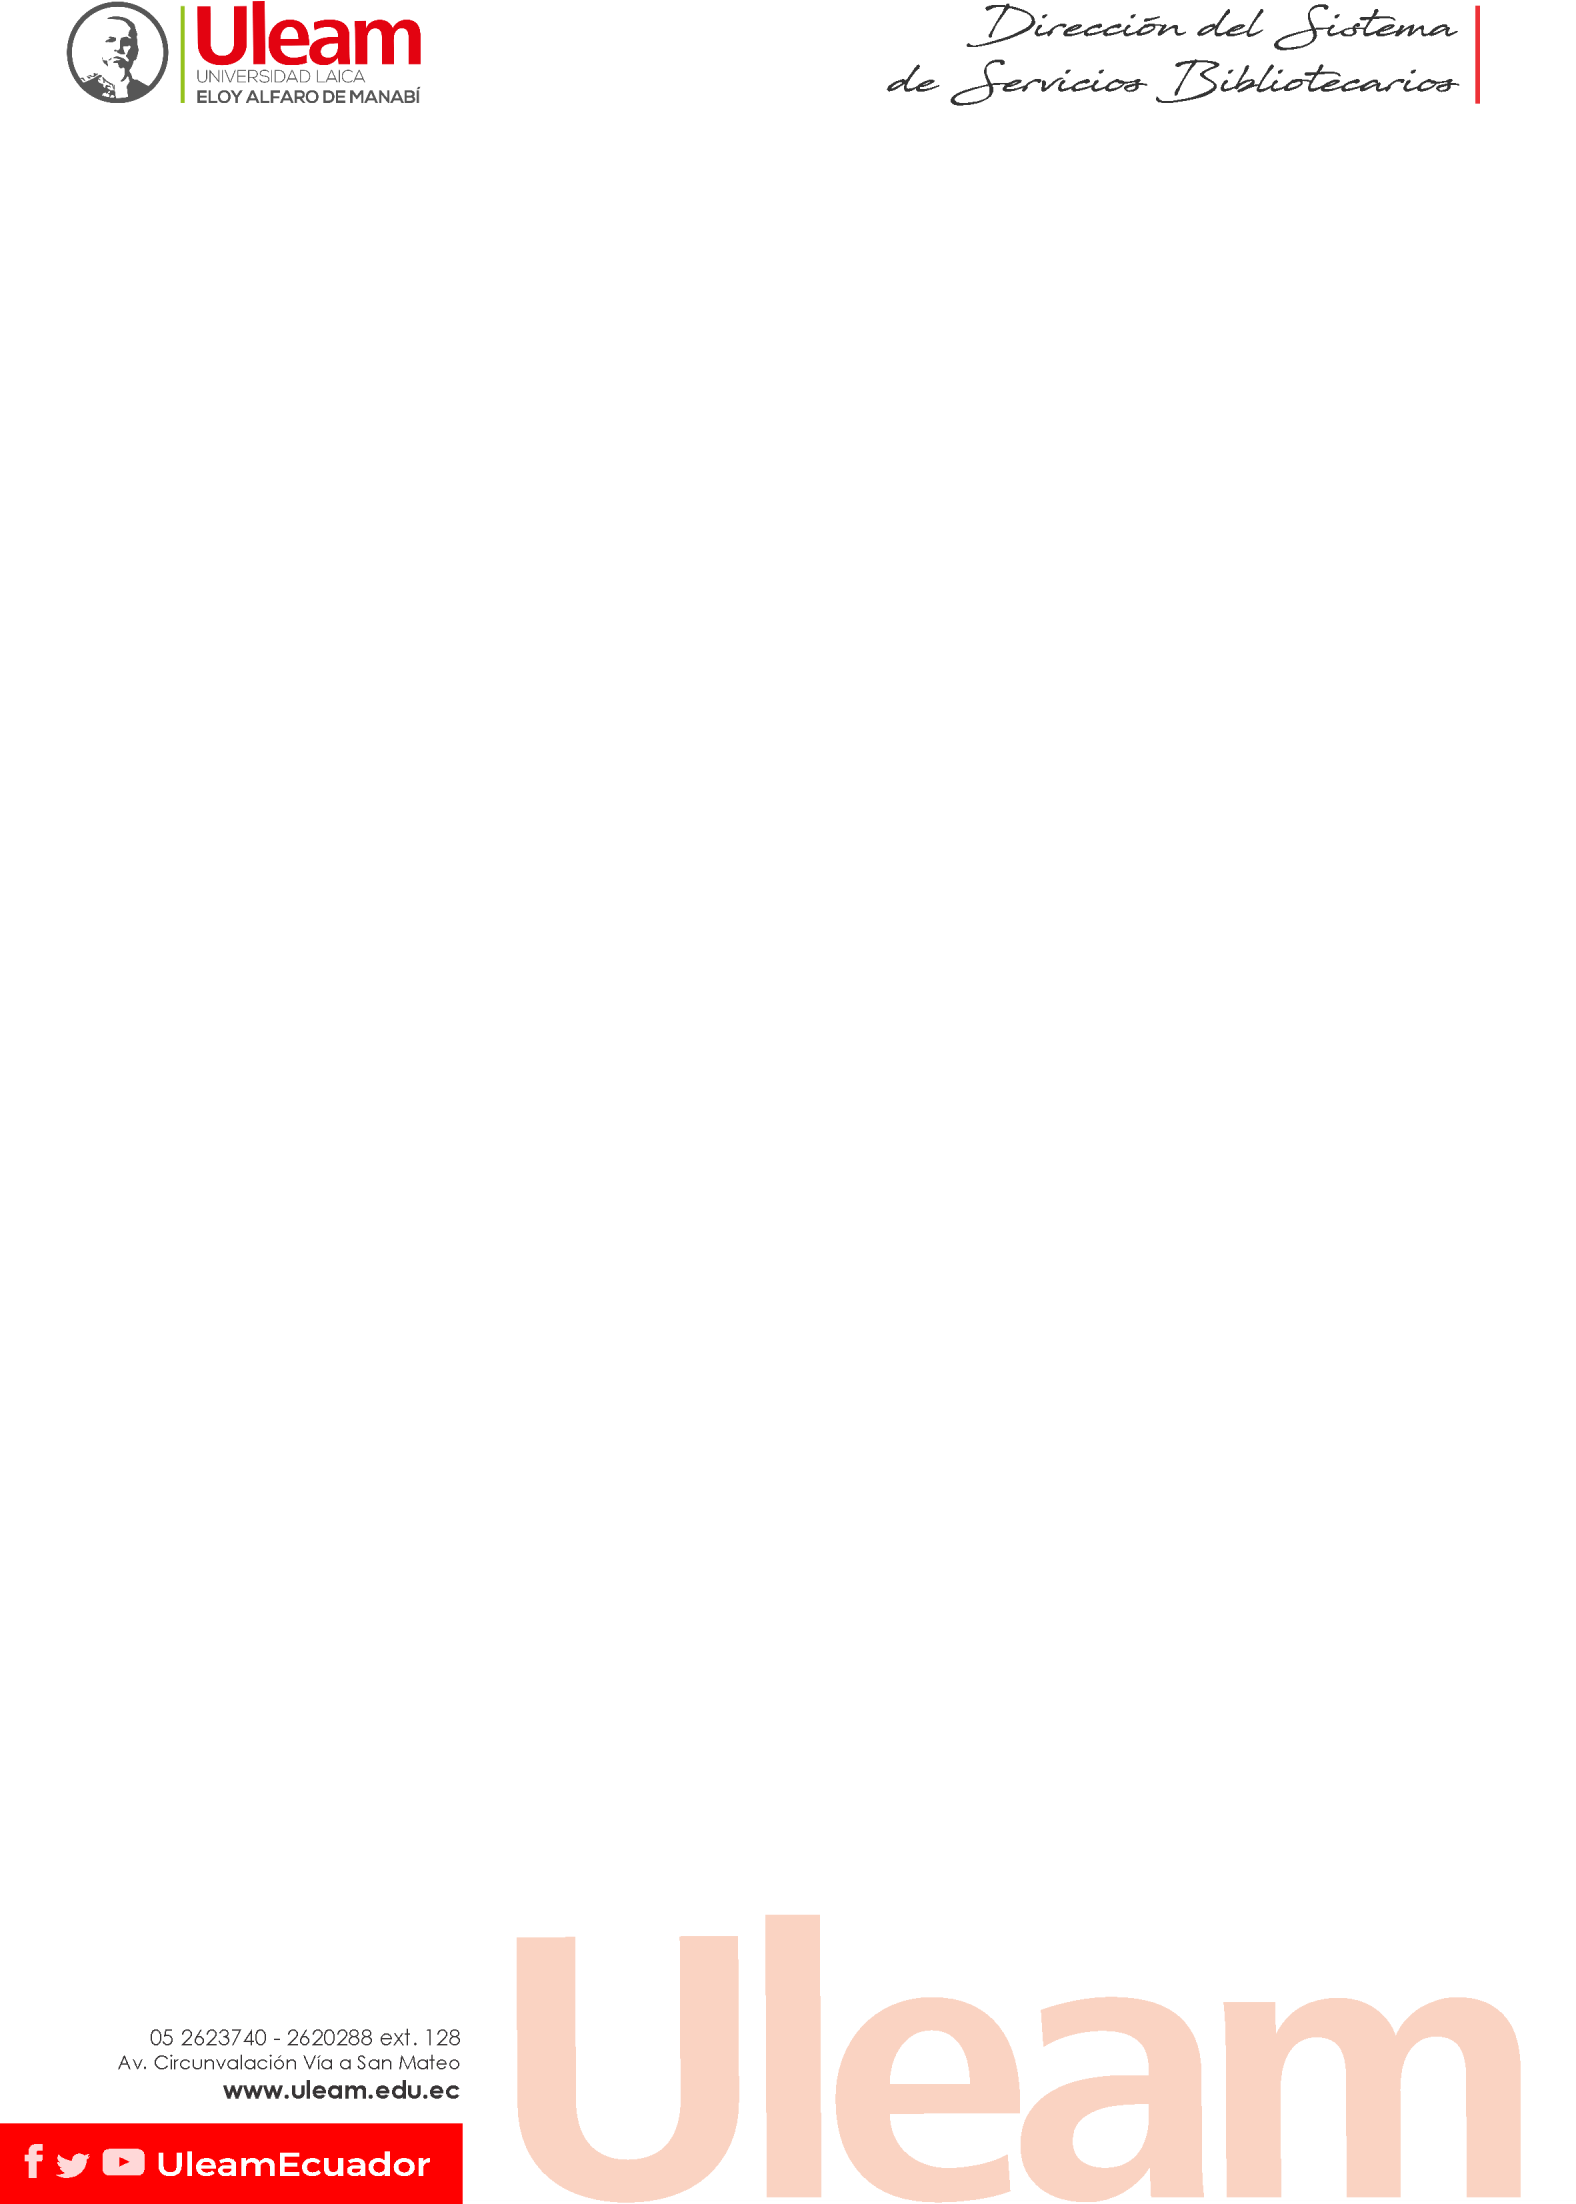 Uleam
UNIVERSIDAD LAICA
ELOY ALFARO DE MANABÍ
Dirección del Sistema
de Servicios Bibliotecarios
05 2623740 - 2620288 ext. 128
Av. Circunvalación Vía a San Mateo
www.uleam.edu.ec
UleamEcuador
Uleam